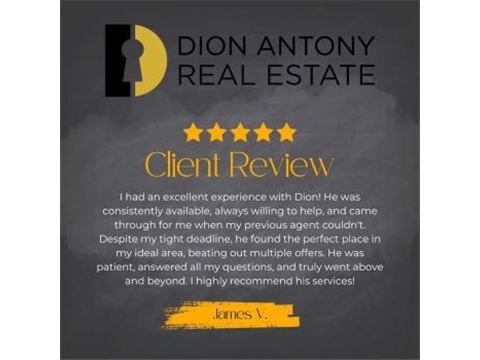 DION ANTONY
REAL ESTATE
Client Review
I had an excellent experience with Dion! He was
consistently available, always willing to help, and came
through for me when my previous agent couldn't.
Despite my tight deadline, he found the perfect place in
my ideal area, beating out multiple offers. He was
patient, answered all my questions, and truly went above
and beyond. I highly recommend his services!
James V.